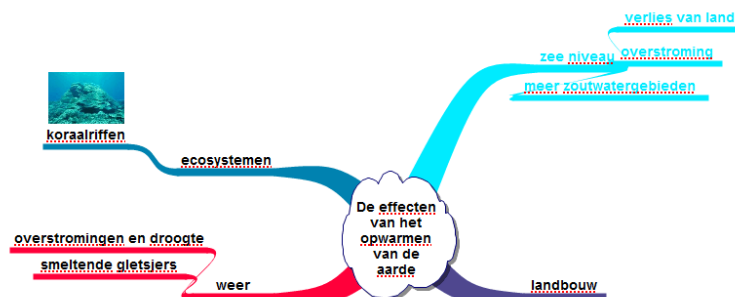 verlies van land
zee niveau overstroming
meer zoutwatergebieden
koraalriffen
ecosystemen
De effecten
van het
opwarmen
van de
aarde
overstromingen en droogte
smeltende gletsjers
weer
landbouw